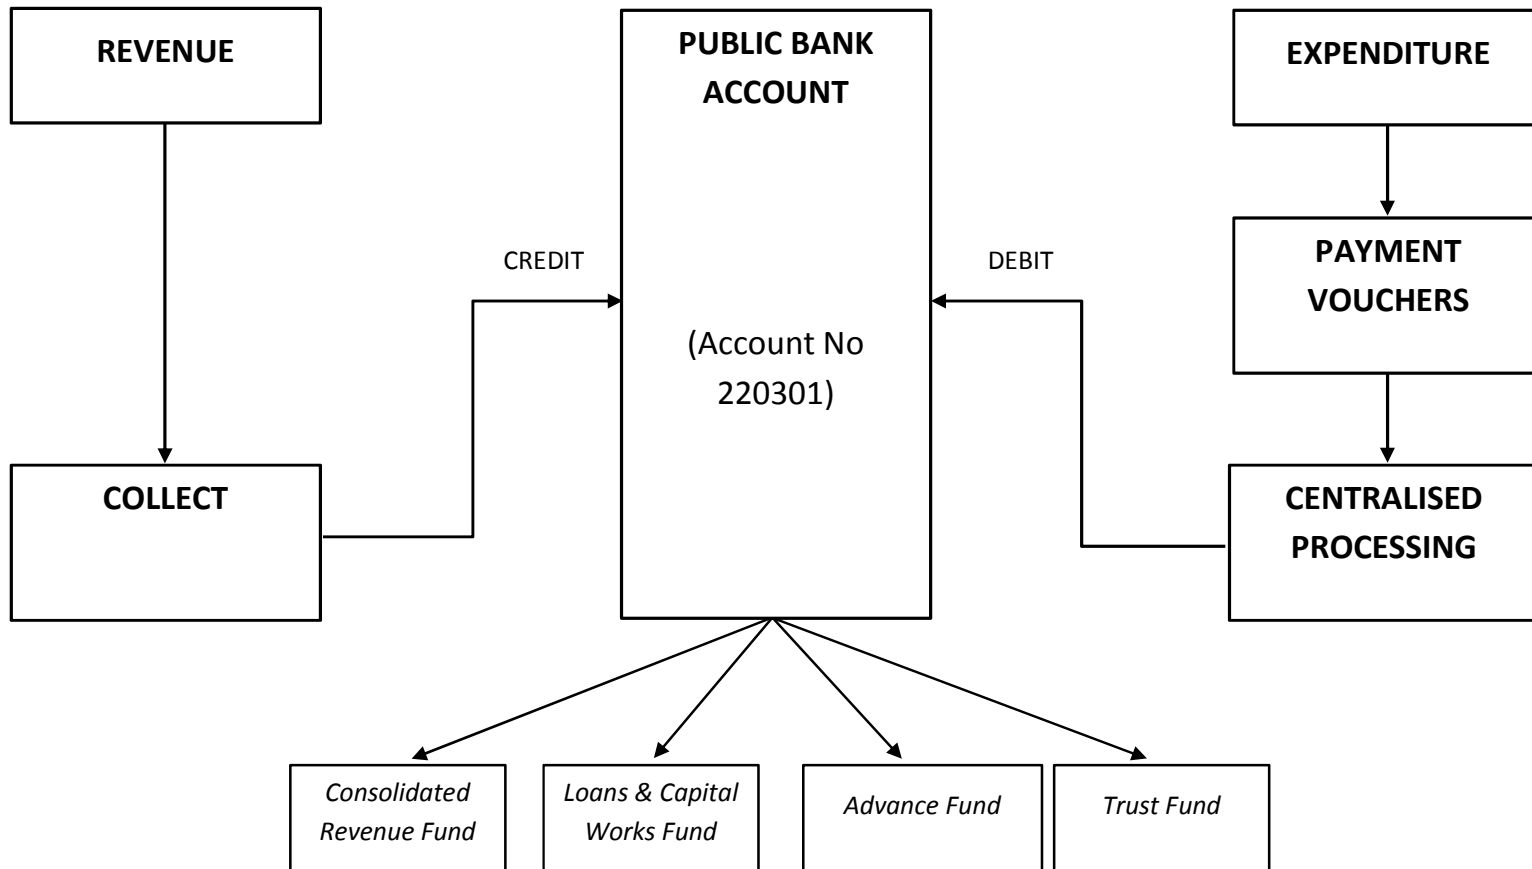 REVENUE
PUBLIC BANK
ACCOUNT
EXPENDITURE
CREDIT
DEBIT
PAYMENT
VOUCHERS
(Account No
220301)
COLLECT
CENTRALISED
PROCESSING
Consolidated
Revenue Fund
Loans & Capital
Works Fund
Advance Fund
Trust Fund